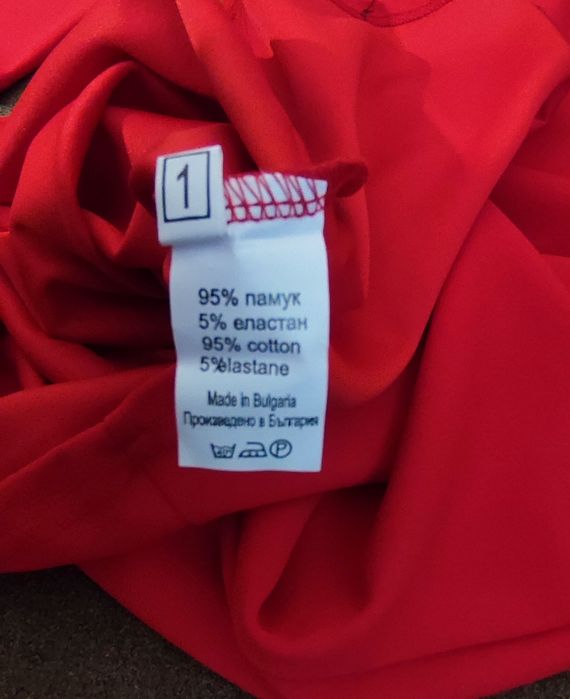 1
95% памук
5% еластан
95% cotton
5%elastane
Made in Bulgaria
Произведено в България
P